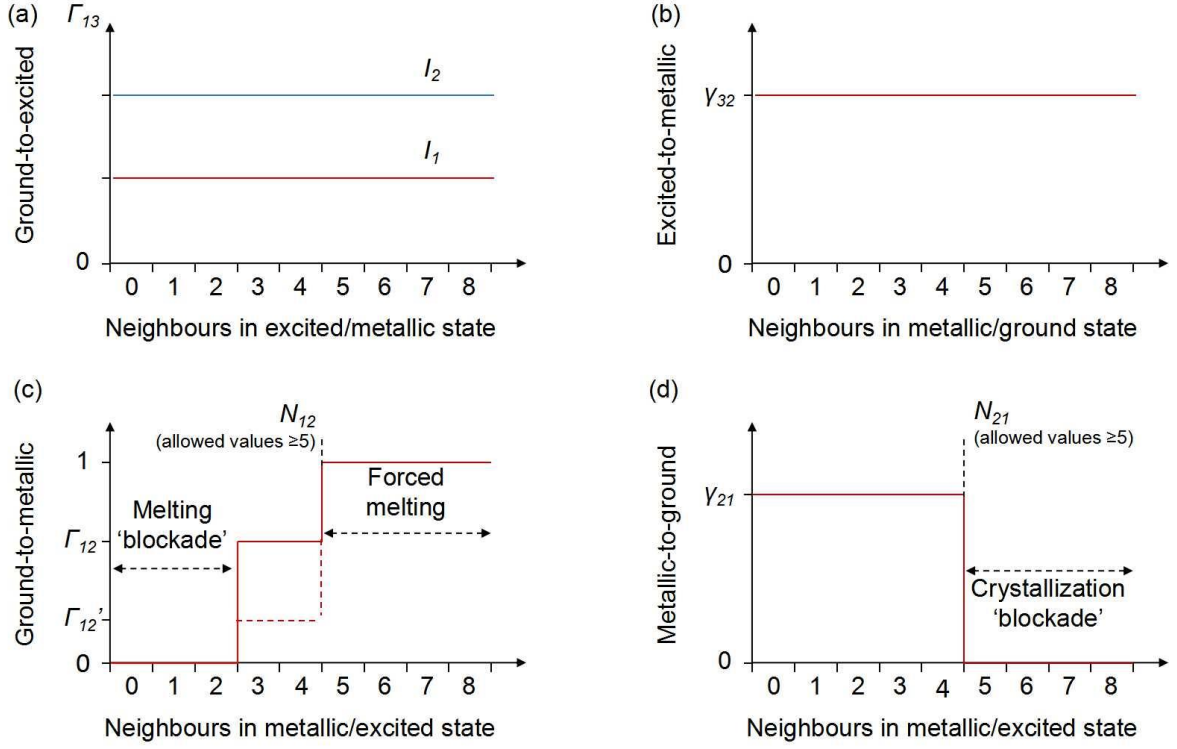 (a)
Γ13
Ground-to-excited
I2
I1
0
0 1 2 3 4 5 6 7 8
Neighbours in excited/metallic state
(b)
Excited-to-metallic
γ32
0
0 1 2 3 4 5 6 7 8
Neighbours in metallic/ground state
(c)
Ground-to-metallic
N12
(allowed values ≥5)
1
Melting
‘blockade’
Forced
melting
Γ12
Γ12’
0
0 1 2 3 4 5 6 7 8
Neighbours in metallic/excited state
(d)
Metallic-to-ground
N21
(allowed values ≥5)
γ21
Crystallization
‘blockade’
0
0 1 2 3 4 5 6 7 8
Neighbours in metallic/excited state